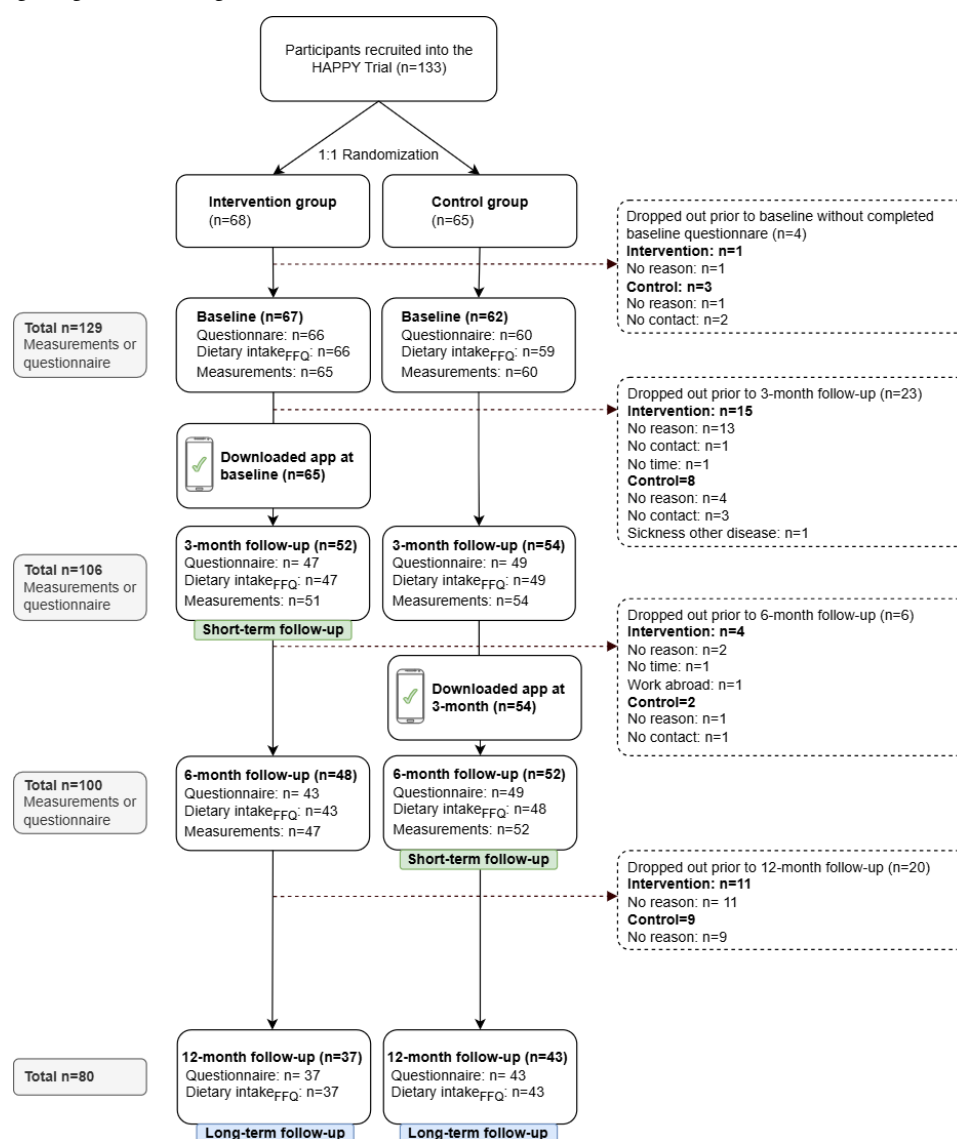 Participants recruited into the
HAPPY Trial (n=133)
1:1 Randomization
Intervention group
(n=68)
Control group
(n=65)
Dropped out prior to baseline without completed
baseline questionnare (n=4)
Intervention: n=1
No reason: n=1
Control: n=3
No reason: n=1
No contact: n=2
Total n=129
Measurements or
questionnaire
Baseline (n=67)
Questionnaire: n=66
Dietary intakeFFQ: n=66
Measurements: n=65
Baseline (n=62)
Questionnaire: n=60
Dietary intakeFFQ: n=59
Measurements: n=60
Dropped out prior to 3-month follow-up (n=23)
Intervention: n=15
No reason: n=13
No contact: n=1
No time: n=1
Control=8
No reason: n=4
No contact: n=3
Sickness other disease: n=1
Downloaded app at
baseline (n=65)
Total n=106
Measurements or
questionnaire
3-month follow-up (n=52)
Questionnaire: n= 47
Dietary intakeFFQ: n=47
Measurements: n=51
Short-term follow-up
3-month follow-up (n=54)
Questionnaire: n= 49
Dietary intakeFFQ: n=49
Measurements: n=54
Dropped out prior to 6-month follow-up (n=6)
Intervention: n=4
No reason: n=2
No time: n=1
Work abroad: n=1
Control=2
No reason: n=1
No contact: n=1
Downloaded app at
3-month (n=54)
Total n=100
Measurements or
questionnaire
6-month follow-up (n=48)
Questionnaire: n= 43
Dietary intakeFFQ: n=43
Measurements: n=47
6-month follow-up (n=52)
Questionnaire: n=49
Dietary intakeFFQ: n=48
Measurements: n=52
Short-term follow-up
Dropped out prior to 12-month follow-up (n=20)
Intervention: n=11
No reason: n= 11
Control=9
No reason: n=9
Total n=80
12-month follow-up (n=37)
Questionnaire: n= 37
Dietary intakeFFQ: n=37
Long-term follow-up
12-month follow-up (n=43)
Questionnaire: n= 43
Dietary intakeFFQ: n=43
Long-term follow-up